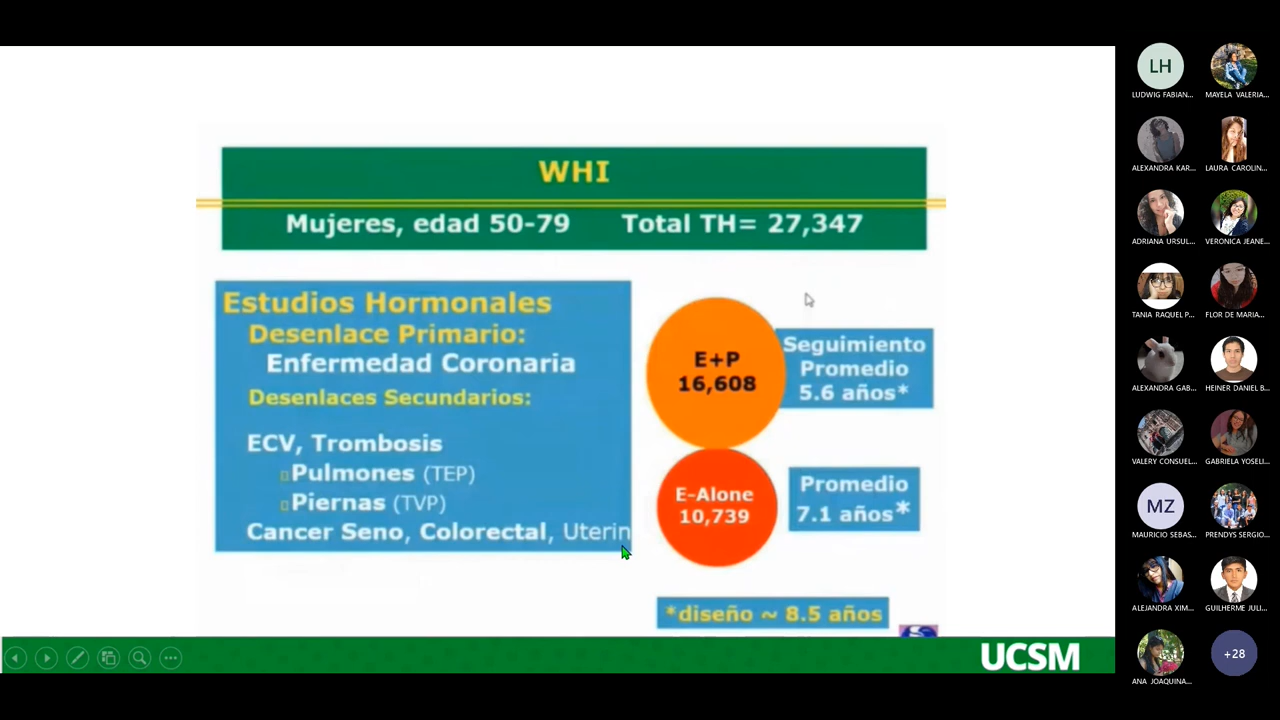 WHI
Mujeres, edad 50-79 Total TH= 27,347
Estudios Hormonales
Desenlace Primario:
Enfermedad Coronaria
Desenlaces Secundarios:
ECV, Trombosis
Pulmones (TEP)
Piernas (TVP)
Cancer Seno, Colorectal, Uterin
E+P
16,608
Seguimiento
Promedio
5.6 años*
E-Alone
10,739
Promedio
7.1 años*
*diseño ~ 8.5 años
UCSM
LH
LUDWIG FABIAN...
MAYELA VALERIA...
ALEXANDRA KAR...
LAURA CAROLIN...
ADRIANA URSUL...
VERONICA JEANE...
TANIA RAQUEL P...
FLOR DE MARIA...
ALEXANDRA GAB...
HEINER DANIEL B...
VALERY CONSUEL...
GABRIELA YOSELI...
MZ
MAURICIO SEBAS...
PRENDYS SERGIO...
ALEJANDRA XIM...
GUILHERME JULI...
ANA JOAQUINA...
+28